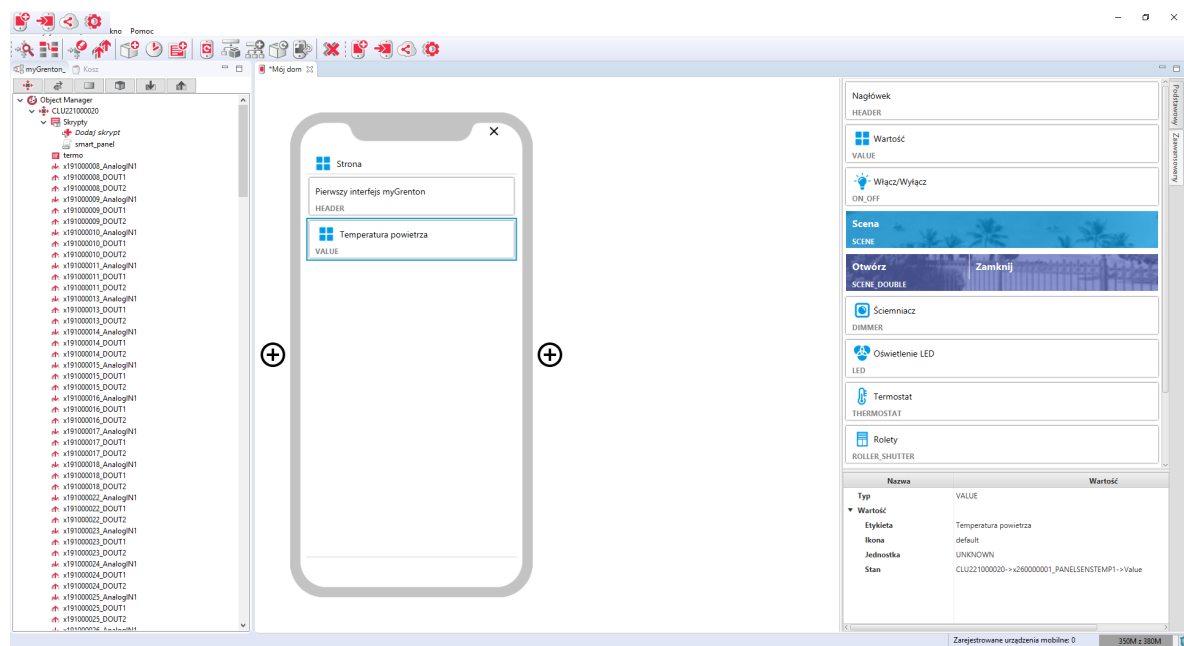 kno Pomoc
myGrenton_ Kosz
*Mój dom
Object Manager
CLU221000020
Skrypty
Dodaj skrypt
smart_panel
termo
x191000008_AnalogIN1
x191000008_DOUT1
x191000008_DOUT2
x191000009_AnalogIN1
x191000009_DOUT1
x191000009_DOUT2
x191000010_AnalogIN1
x191000010_DOUT1
x191000010_DOUT2
x191000011_AnalogIN1
x191000011_DOUT1
x191000011_DOUT2
x191000013_AnalogIN1
x191000013_DOUT1
x191000013_DOUT2
x191000014_AnalogIN1
x191000014_DOUT1
x191000014_DOUT2
x191000015_AnalogIN1
x191000015_DOUT1
x191000015_DOUT2
x191000016_AnalogIN1
x191000016_DOUT1
x191000016_DOUT2
x191000017_AnalogIN1
x191000017_DOUT1
x191000017_DOUT2
x191000018_AnalogIN1
x191000018_DOUT1
x191000018_DOUT2
x191000022_AnalogIN1
x191000022_DOUT1
x191000022_DOUT2
x191000023_AnalogIN1
x191000023_DOUT1
x191000023_DOUT2
x191000024_AnalogIN1
x191000024_DOUT1
x191000024_DOUT2
x191000025_AnalogIN1
x191000025_DOUT1
x191000025_DOUT2
x191000026_AnalogIN1
Strona
Pierwszy interfejs myGrenton
HEADER
Temperatura powietrza
VALUE
Nagłówek
HEADER
Wartość
VALUE
Włącz/Wyłącz
ON_OFF
Scena
SCENE
Otwórz Zamknij
SCENE_DOUBLE
Ściemniacz
DIMMER
Oświetlenie LED
LED
Termostat
THERMOSTAT
Rolety
ROLLER_SHUTTER
Podstawowy
Zaawansowany
Nazwa Wartość
Typ VALUE
Wartość
Etykieta Temperatura powietrza
Ikona default
Jednostka UNKNOWN
Stan CLU221000020->x260000001_PANELSENSTEMP1->Value
Zarejestrowane urządzenia mobilne: 0 350M z 380M